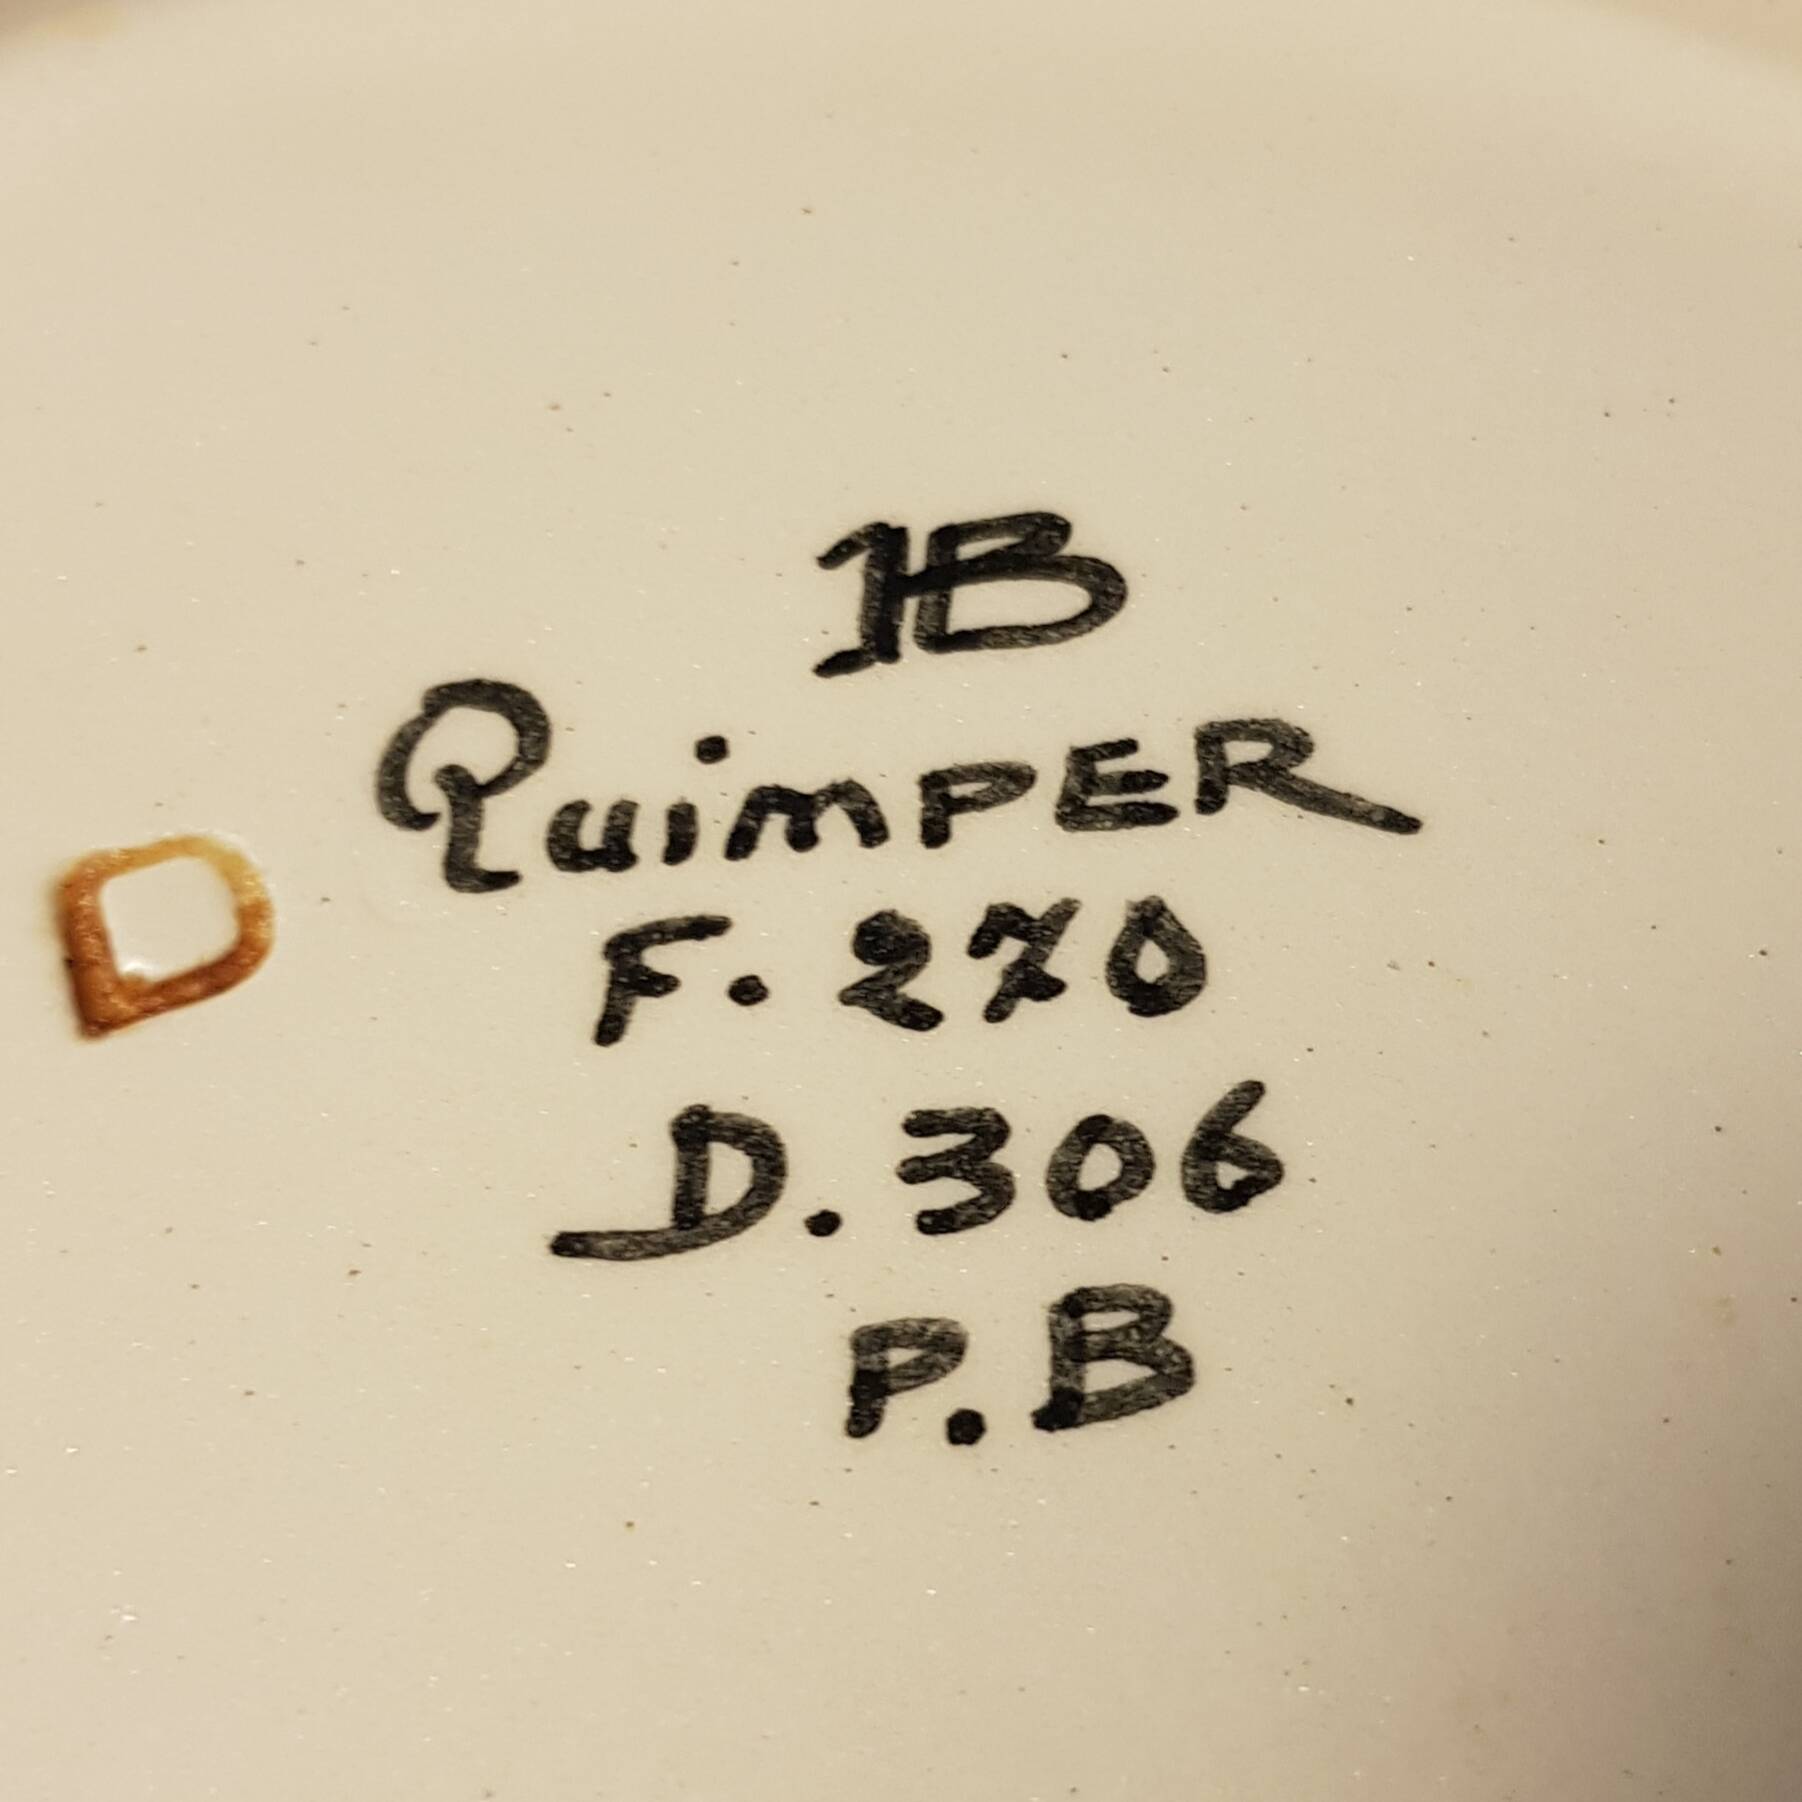 HB
QuimPER
D
F. 270
D. 306
P.B